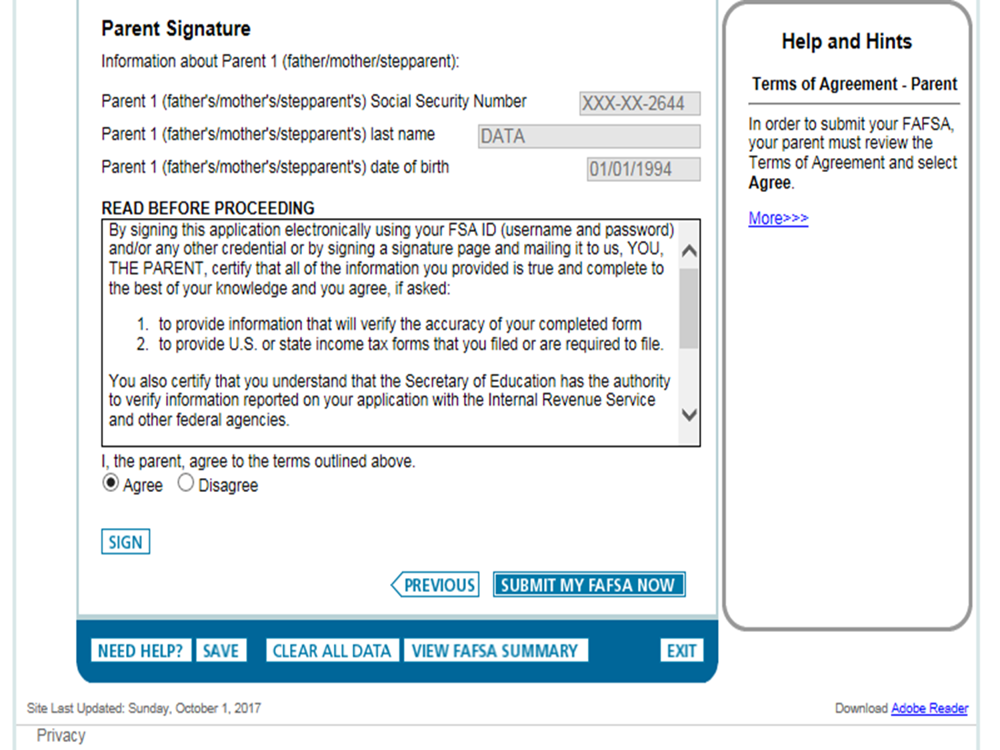 Parent Signature
Information about Parent 1 (father/mother/stepparent):
Parent 1 (father's/mother's/stepparent's) Social Security Number XXX-XX-2644
Parent 1 (father's/mother's/stepparent's) last name DATA
Parent 1 (father's/mother's/stepparent's) date of birth 01/01/1994
READ BEFORE PROCEEDING
By signing this application electronically using your FSA ID (username and password)
and/or any other credential or by signing a signature page and mailing it to us, YOU,
THE PARENT, certify that all of the information you provided is true and complete to
the best of your knowledge and you agree, if asked:
1. to provide information that will verify the accuracy of your completed form
2. to provide U.S. or state income tax forms that you filed or are required to file.
You also certify that you understand that the Secretary of Education has the authority
to verify information reported on your application with the Internal Revenue Service
and other federal agencies.
I, the parent, agree to the terms outlined above.
Agree Disagree
SIGN
PREVIOUS SUBMIT MY FAFSA NOW
NEED HELP? SAVE CLEAR ALL DATA VIEW FAFSA SUMMARY EXIT
Help and Hints
Terms of Agreement - Parent
In order to submit your FAFSA,
your parent must review the
Terms of Agreement and select
Agree.
More>>>
Site Last Updated: Sunday, October 1, 2017
Download Adobe Reader
Privacy